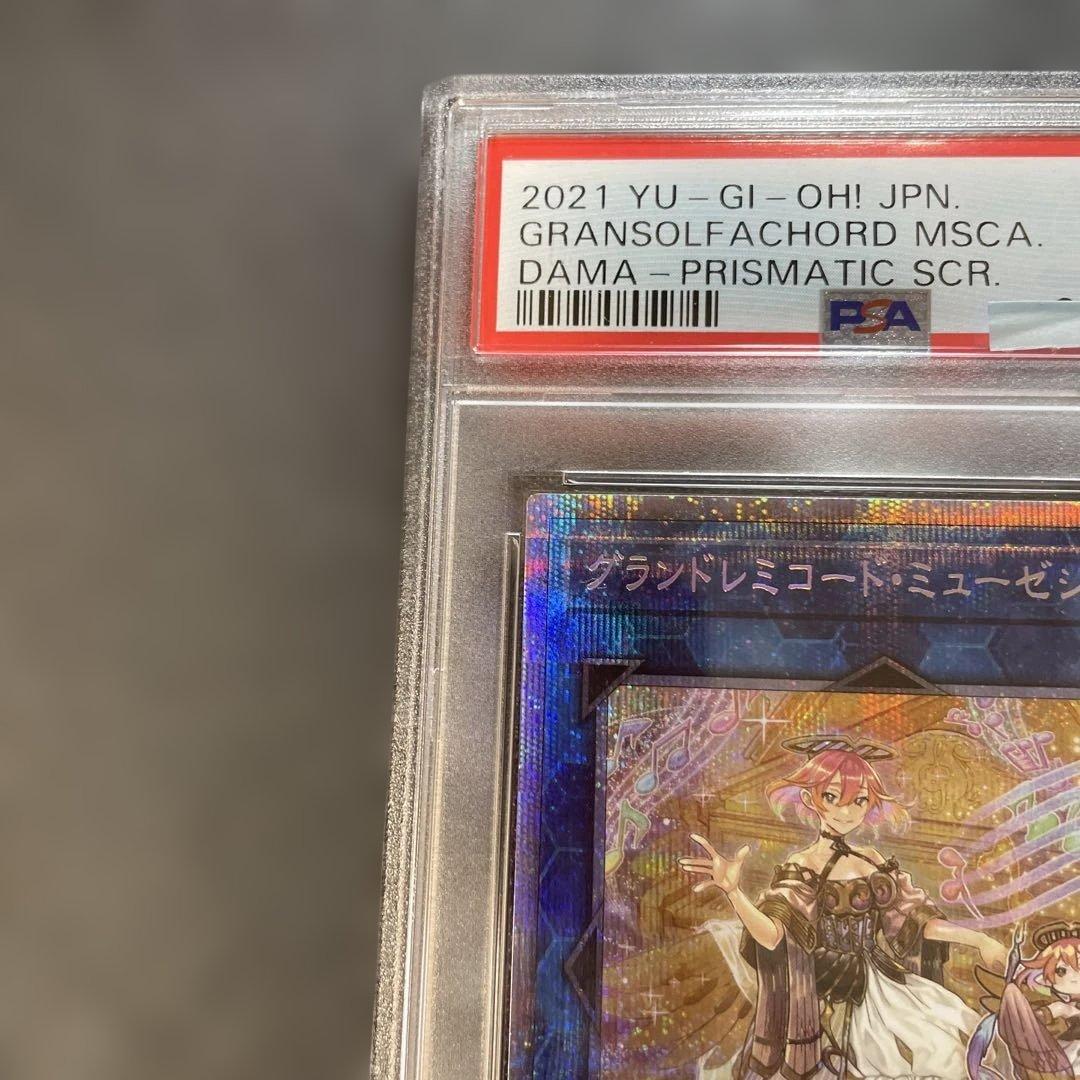 2021 YU-GI-OH! JPN.
GRANSOLFACHORD MSCA.
DAMA-PRISMATIC SCR.
PSA
グランドレミコード・ミューゼシ